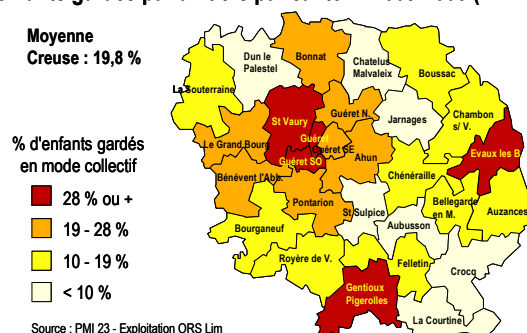 Moyenne
Creuse : 19,8 %
% d'enfants gardés
en mode collectif
28 % ou +
19 - 28 %
10 - 19 %
< 10 %
Source : PMI 23 - Exploitation ORS Lim
La Souterraine
Dun le
Palestel
Bonnat
Chatelus
Malvaleix
Boussac
St Vaury
Guéret N.
Jarnages
Chambon
s/ V.
Le Grand Bourg
Guéret
Guéret SE
Guéret SO
Ahun
Evaux les B
Bénévent l'Abb.
Chénéraille
Pontarion
St Sulpice
Bellegarde
en M.
Auzances
Bourganeuf
Aubusson
Royère de V.
Felletin
Crocq
Gentioux
Pigerolles
La Courtine